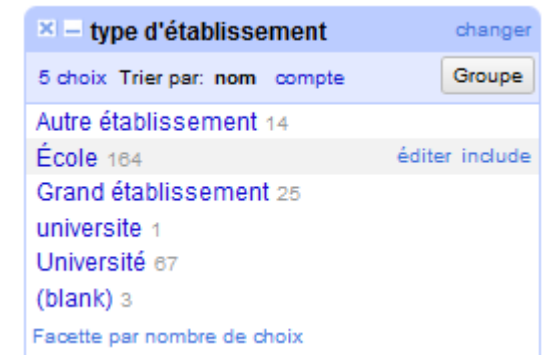 type d'établissement changer
5 choix Trier par: nom compte Groupe
Autre établissement 14
École 164 éditer include
Grand établissement 25
universite 1
Université 67
(blank) 3
Facette par nombre de choix